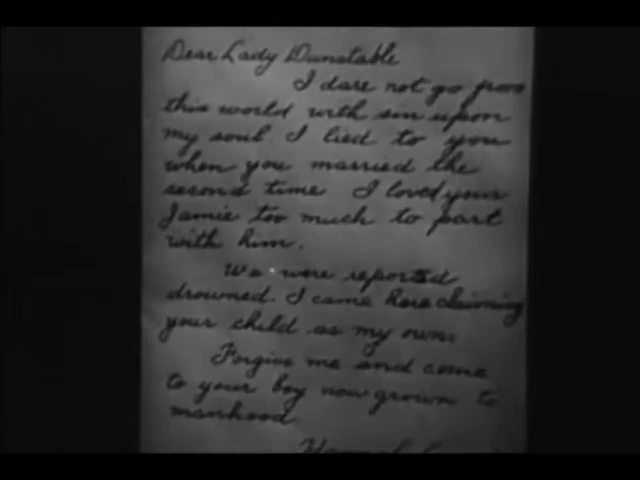 Dear Lady Dunstable
I dare not go from
this world with sin upon
my soul I lied to you
when you married the
second time I loved your
Jamie too much to part
with him.
We were reported
drowned. I came here claiming
your child as my own.
Forgive me and come
to your boy now grown to
manhood.
Hannah